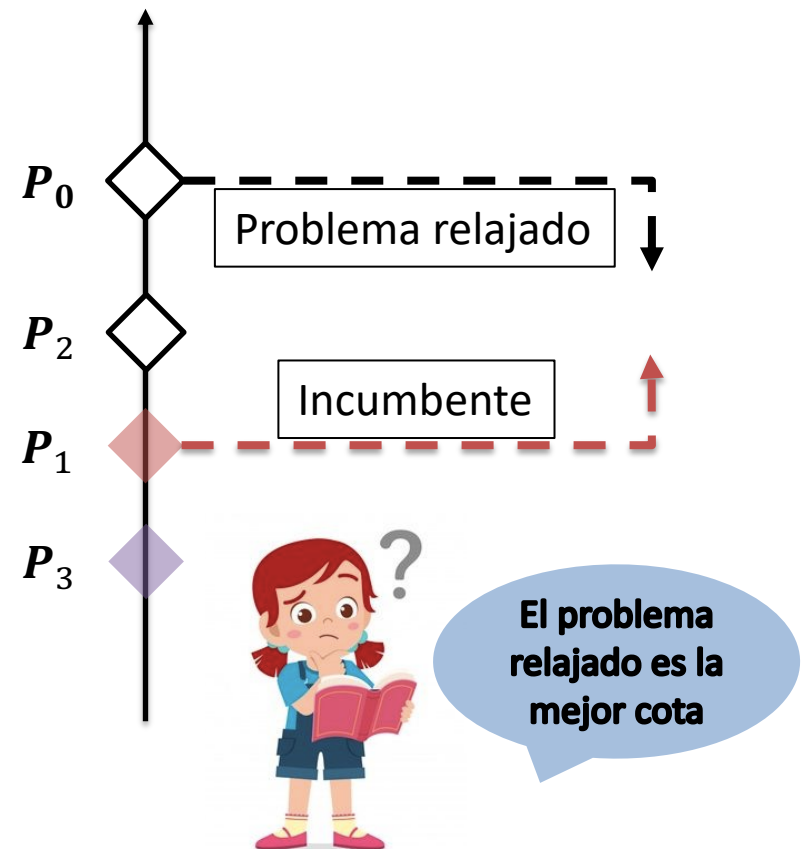 P₀
Problema relajado
P₂
Incumbente
P₁
P₃
?
El problema
relajado es la
mejor cota